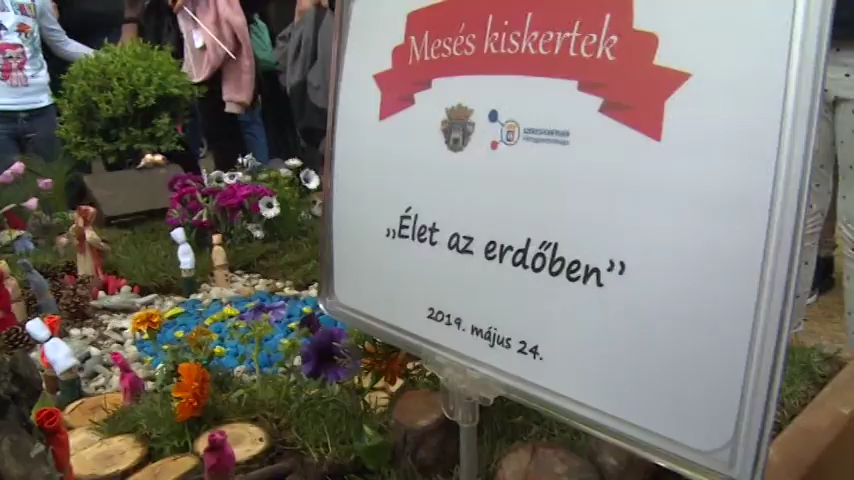 Mesés kiskertek
„Élet az erdőben”
2019. május 24.